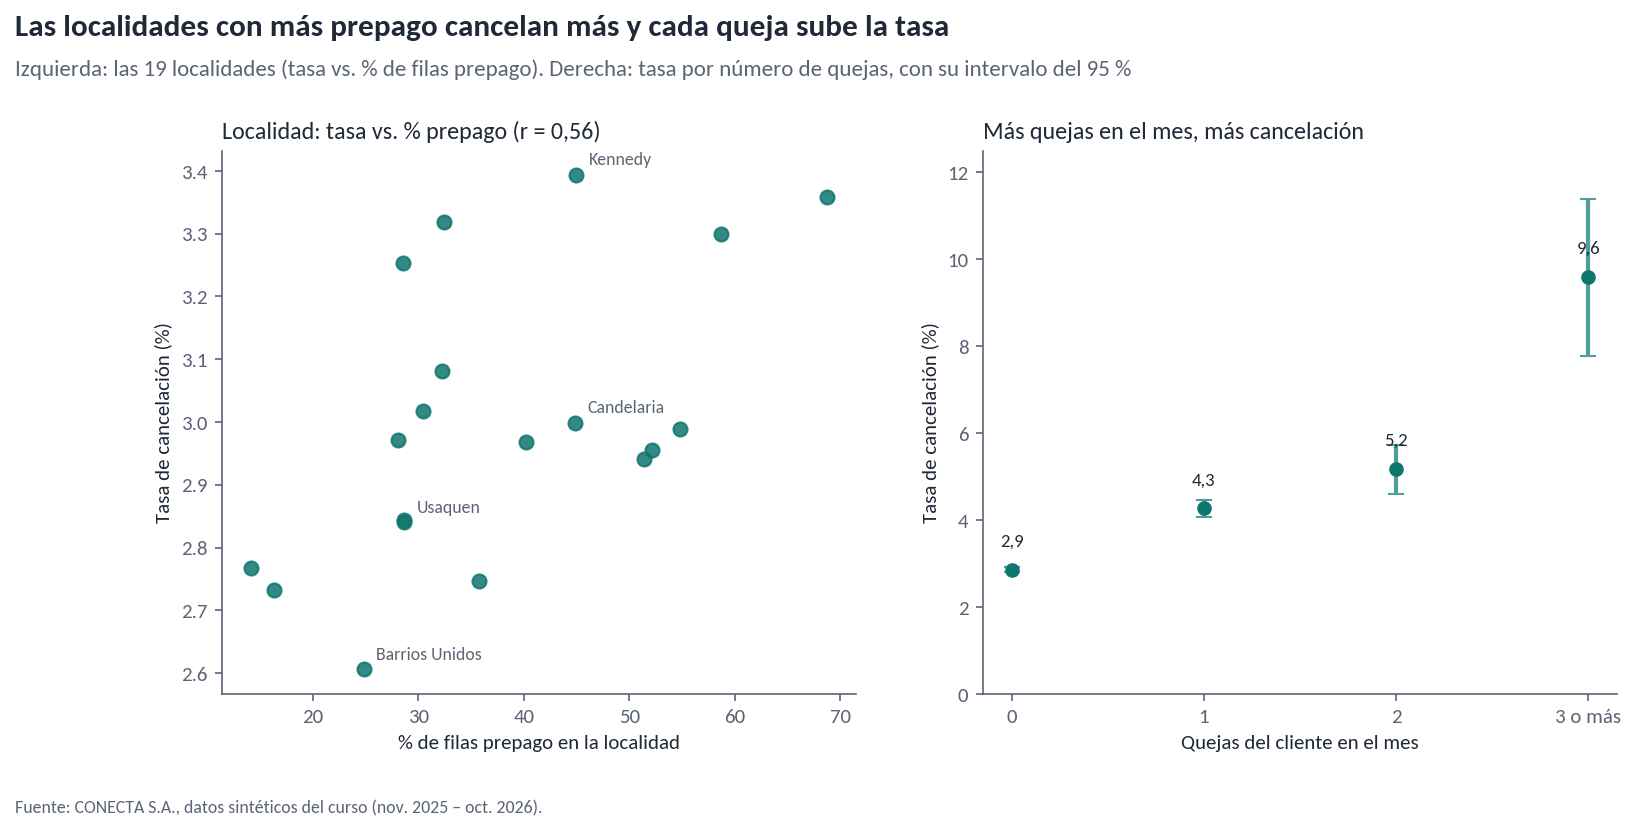 Las localidades con más prepago cancelan más y cada queja sube la tasa
Izquierda: las 19 localidades (tasa vs. % de filas prepago). Derecha: tasa por número de quejas, con su intervalo del 95 %
Localidad: tasa vs. % prepago (r = 0,56)
Tasa de cancelación (%)
3.4
3.3
3.2
3.1
3.0
2.9
2.8
2.7
2.6
Kennedy
Candelaria
Usaquen
Barrios Unidos
20 30 40 50 60 70
% de filas prepago en la localidad
Más quejas en el mes, más cancelación
Tasa de cancelación (%)
12
10
8
6
4
2
0
2,9
4,3
5,2
9,6
0 1 2 3 o más
Quejas del cliente en el mes
Fuente: CONECTA S.A., datos sintéticos del curso (nov. 2025 – oct. 2026).